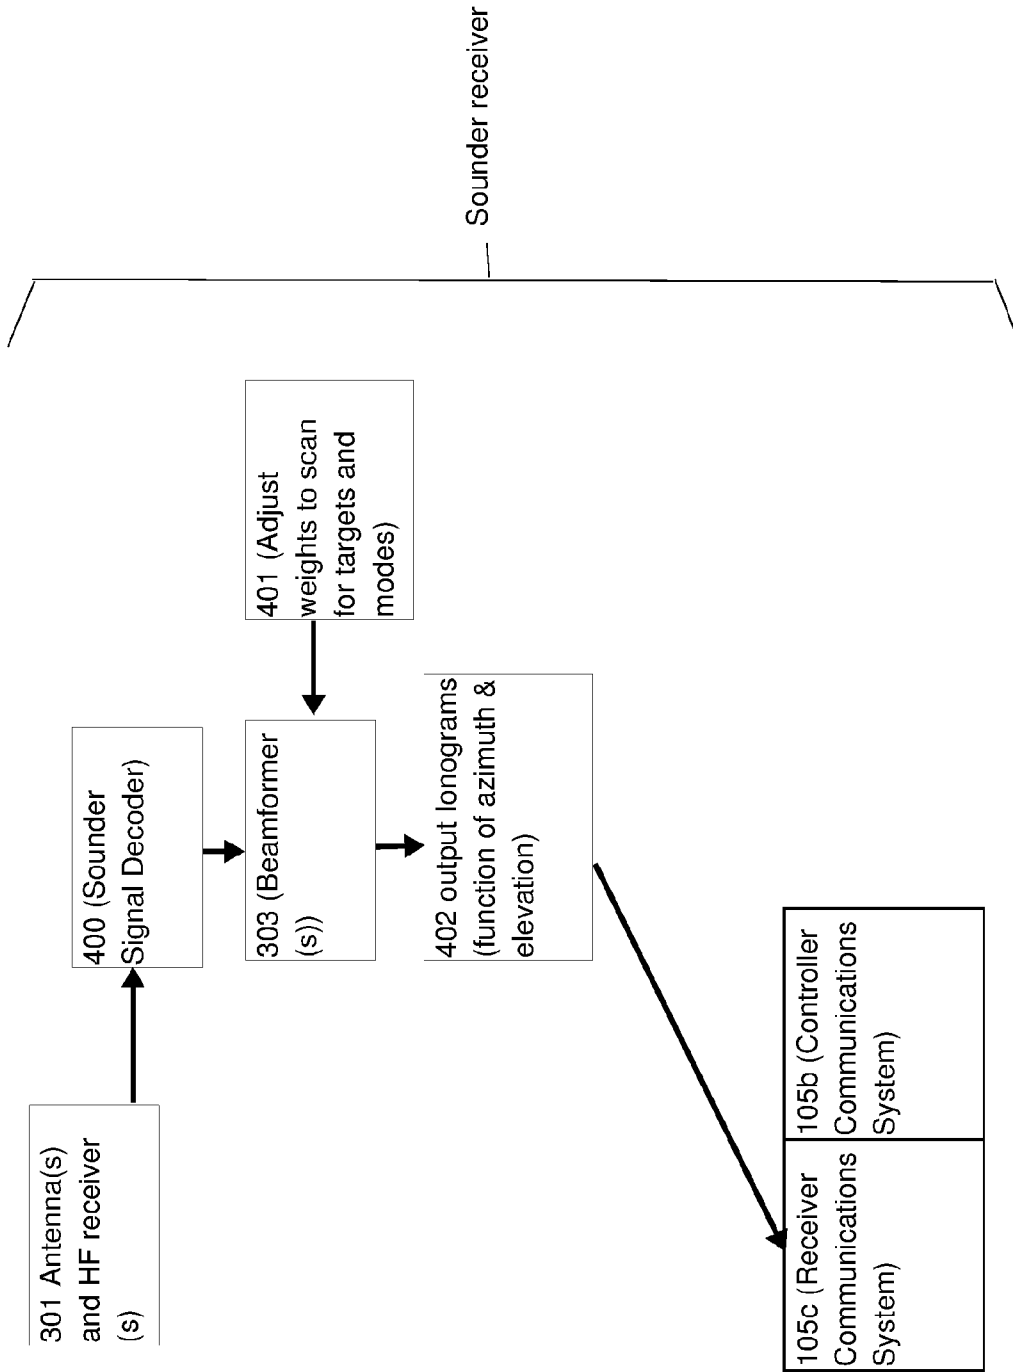 301 Antenna(s)
and HF receiver
(s)
400 (Sounder
Signal Decoder)
303 (Beamformer
(s))
401 (Adjust
weights to scan
for targets and
modes)
402 output Ionograms
(function of azimuth &
elevation)
105c (Receiver
Communications
System)
105b (Controller
Communications
System)
Sounder receiver